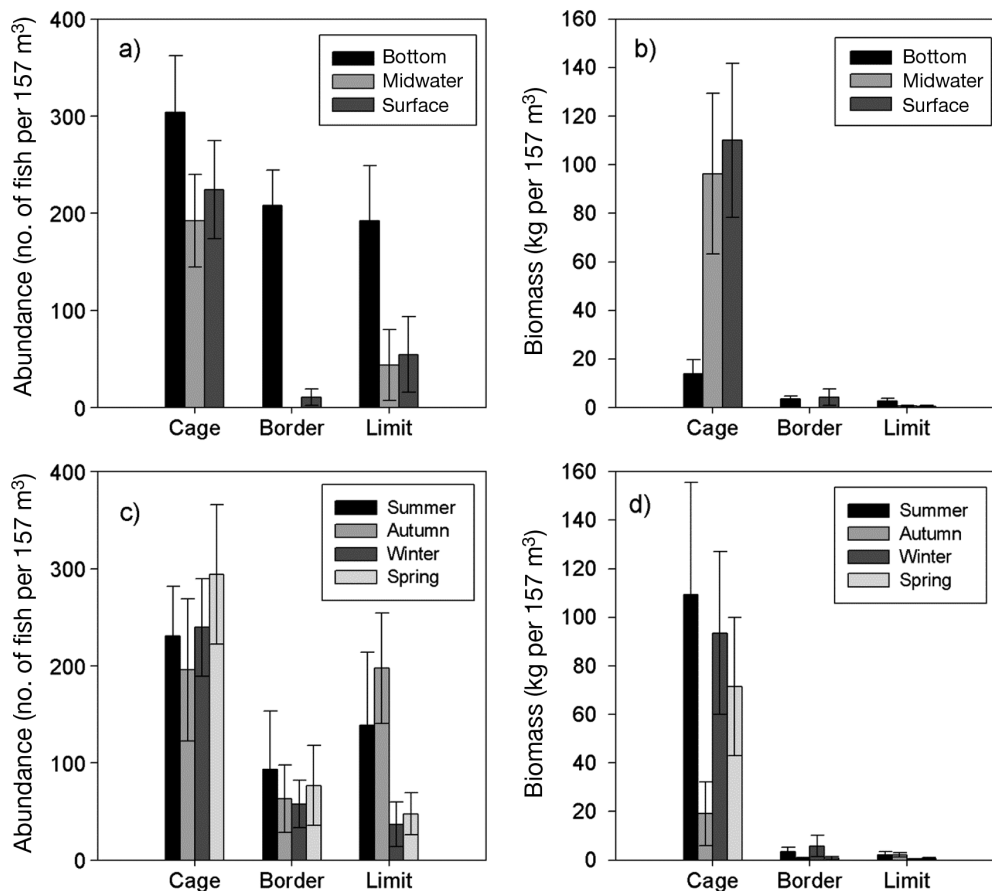 a)
Abundance (no. of fish per 157 m³)
400
300
200
100
0
Bottom
Midwater
Surface
Cage Border Limit
b)
Biomass (kg per 157 m³)
160
140
120
100
80
60
40
20
0
Bottom
Midwater
Surface
Cage Border Limit
c)
Abundance (no. of fish per 157 m³)
400
300
200
100
0
Summer
Autumn
Winter
Spring
Cage Border Limit
d)
Biomass (kg per 157 m³)
160
140
120
100
80
60
40
20
0
Summer
Autumn
Winter
Spring
Cage Border Limit